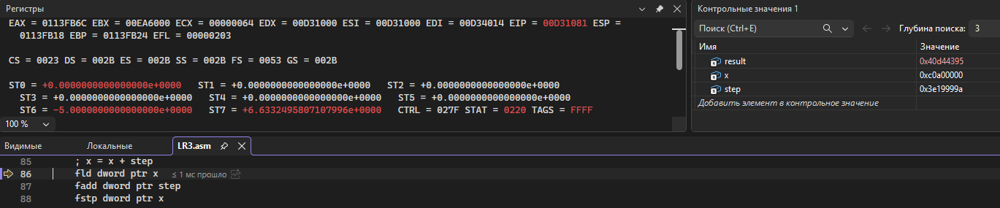 Регистры
EAX = 0113FB6C EBX = 00EA6000 ECX = 00000064 EDX = 00D31000 ESI = 00D31000 EDI = 00D34014 EIP = 00D31081 ESP =
0113FB18 EBP = 0113FB24 EFL = 00000203
CS = 0023 DS = 002B ES = 002B SS = 002B FS = 0053 GS = 002B
ST0 = +0.0000000000000000e+0000 ST1 = +0.0000000000000000e+0000 ST2 = +0.0000000000000000e+0000
ST3 = +0.0000000000000000e+0000 ST4 = +0.0000000000000000e+0000 ST5 = +0.0000000000000000e+0000
ST6 = -5.0000000000000000e+0000 ST7 = +6.6332495807107996e+0000 CTRL = 027F STAT = 0220 TAGS = FFFF
100 %
Контрольные значения 1
Поиск (Ctrl+E) Глубина поиска: 3
Имя Значение
result 0x40d44395
x 0xc0a00000
step 0x3e19999a
Добавить элемент в контрольное значение
Видимые Локальные LR3.asm
85 ; x = x + step
86 fld dword ptr x ≤ 1 мс прошло
87 fadd dword ptr step
88 fstp dword ptr x